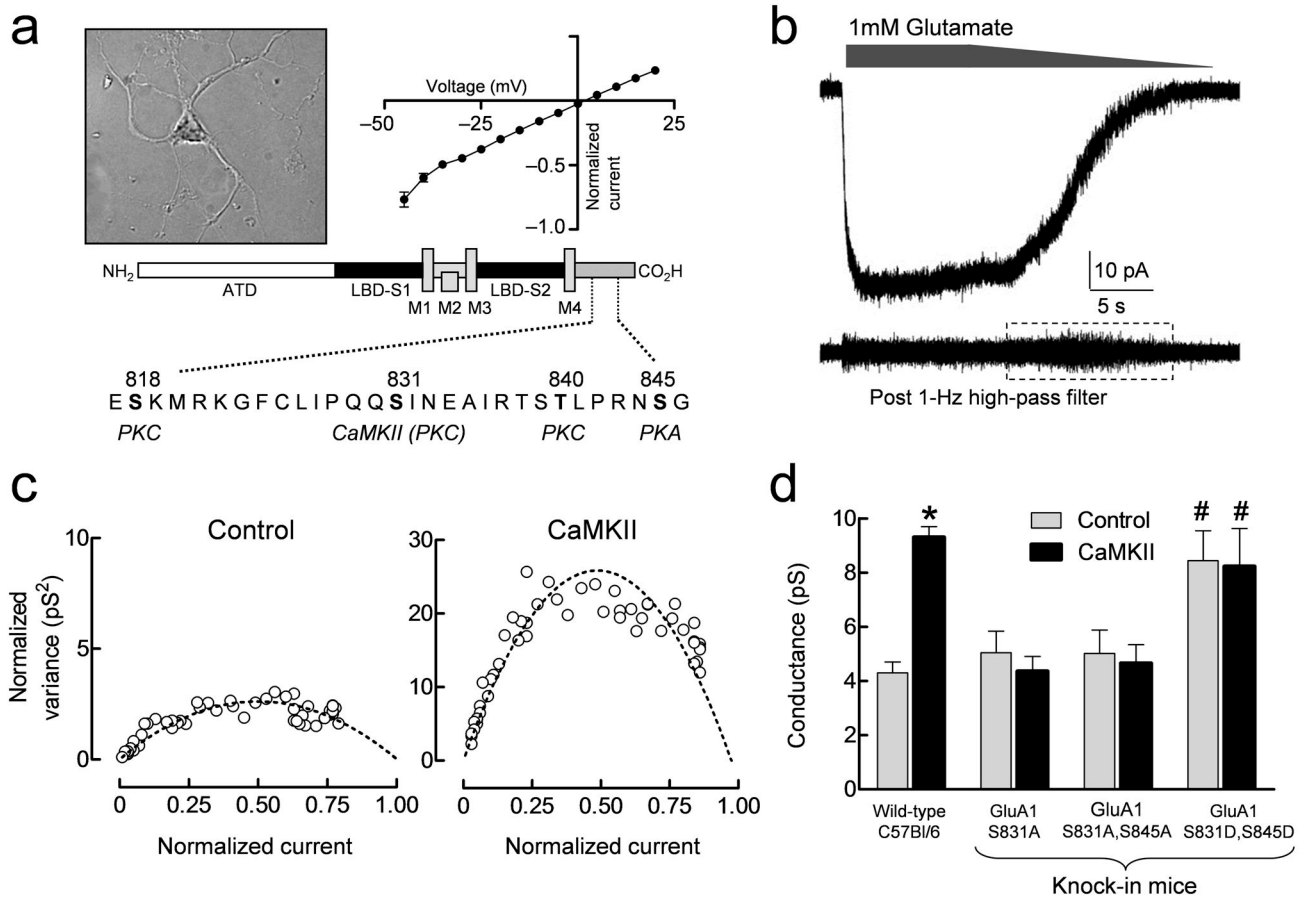 a
Voltage (mV)
–50
–25
25
–0.5
–1.0
Normalized
current
NH2
CO2H
ATD
LBD-S1
LBD-S2
M1
M2
M3
M4
818
831
840
845
E S K M R K G F C L I P Q Q S I N E A I R T S T L P R N S G
PKC
CaMKII (PKC)
PKC
PKA
b
1mM Glutamate
10 pA
5 s
Post 1-Hz high-pass filter
c
Control
Normalized
variance (pS2)
10
5
0
0
0.25
0.50
0.75
1.00
Normalized current
CaMKII
30
20
10
0
0
0.25
0.50
0.75
1.00
Normalized current
d
Conductance (pS)
10
8
6
4
2
0
*
#
#
Control
CaMKII
Wild-type
C57Bl/6
GluA1
S831A
GluA1
S831A,S845A
GluA1
S831D,S845D
Knock-in mice